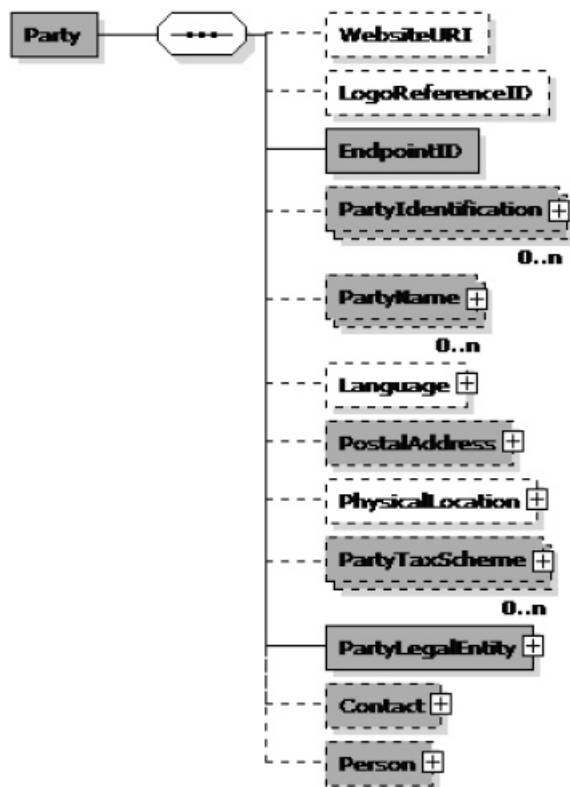 Party
WebsiteURI
LogoReferenceID
EndpointID
PartyIdentification
0..n
PartyName
0..n
Language
PostalAddress
PhysicalLocation
PartyTaxScheme
0..n
PartyLegalEntity
Contact
Person